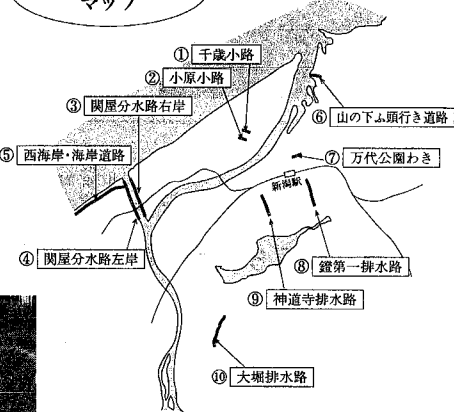 マップ
① 千歳小路
② 小原小路
③ 関屋分水路右岸
⑤ 西海岸・海岸道路
⑥ 山の下ふ頭行き道路
⑦ 万代公園わき
新潟駅
④ 関屋分水路左岸
⑧ 鐙第一排水路
⑨ 神道寺排水路
⑩ 大堀排水路